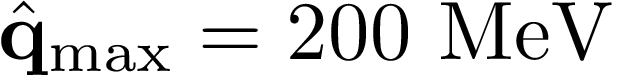 q̂max = 200 MeV